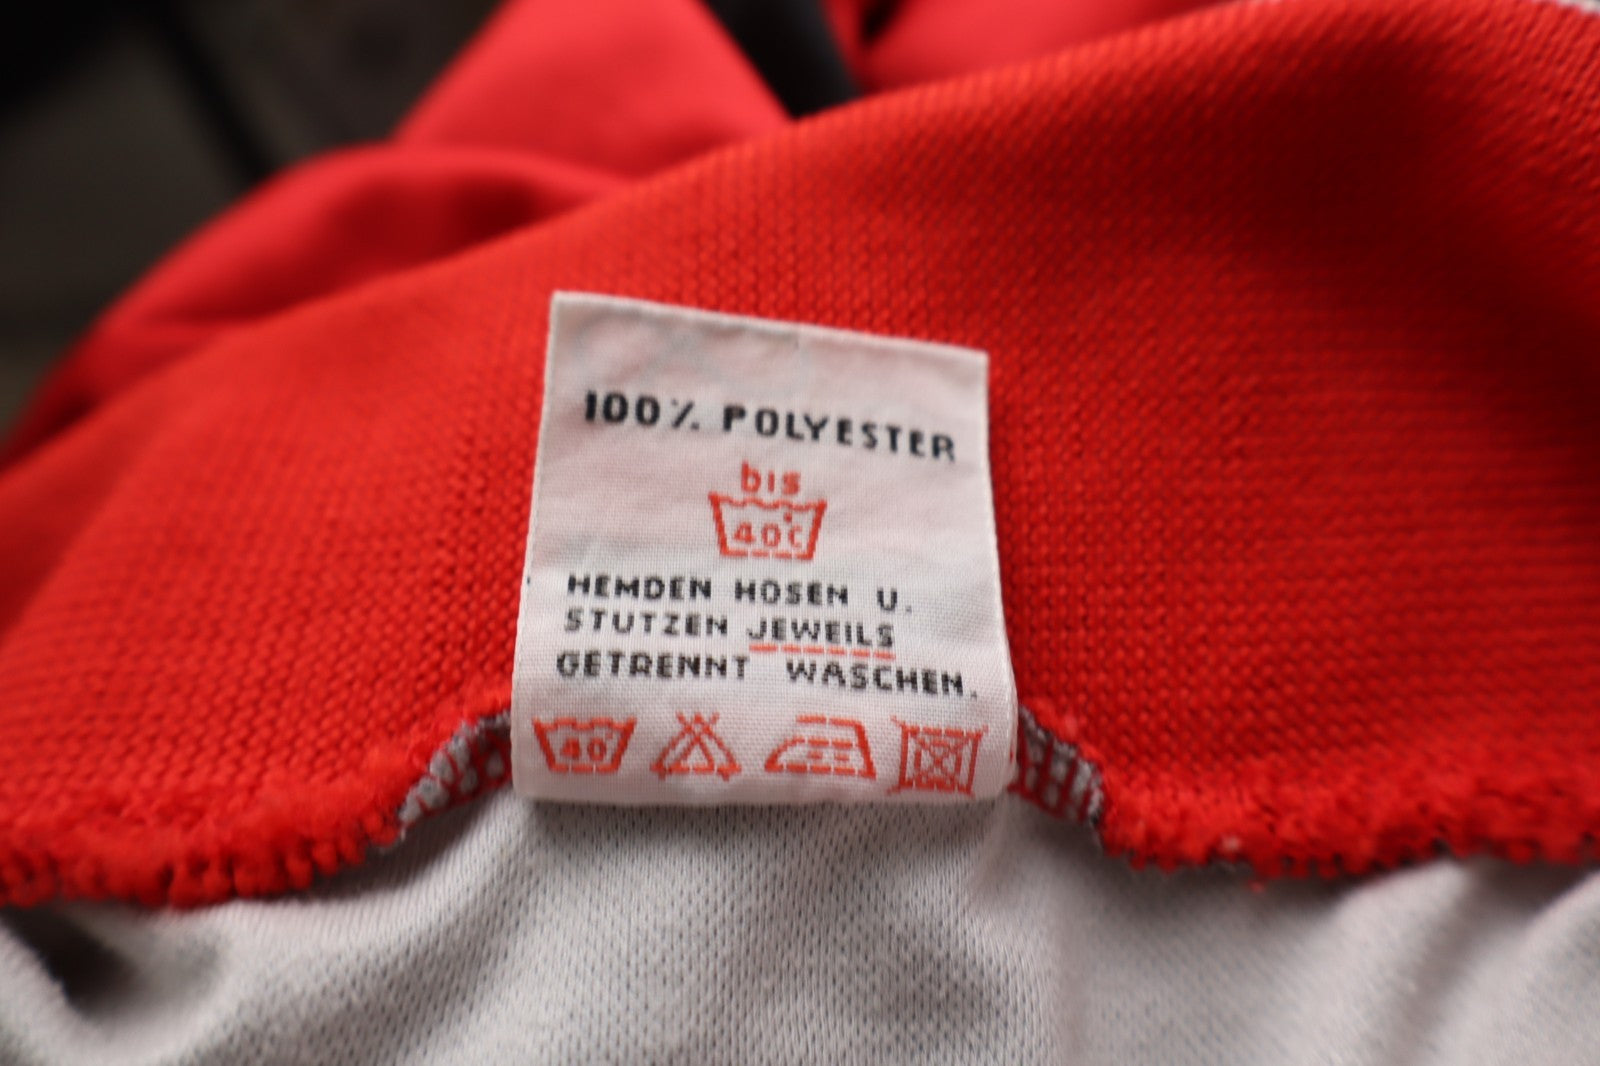 100% POLYESTER
bis
40°C
HEMDEN HOSEN U.
STUTZEN JEWEILS
GETRENNT WASCHEN.
40